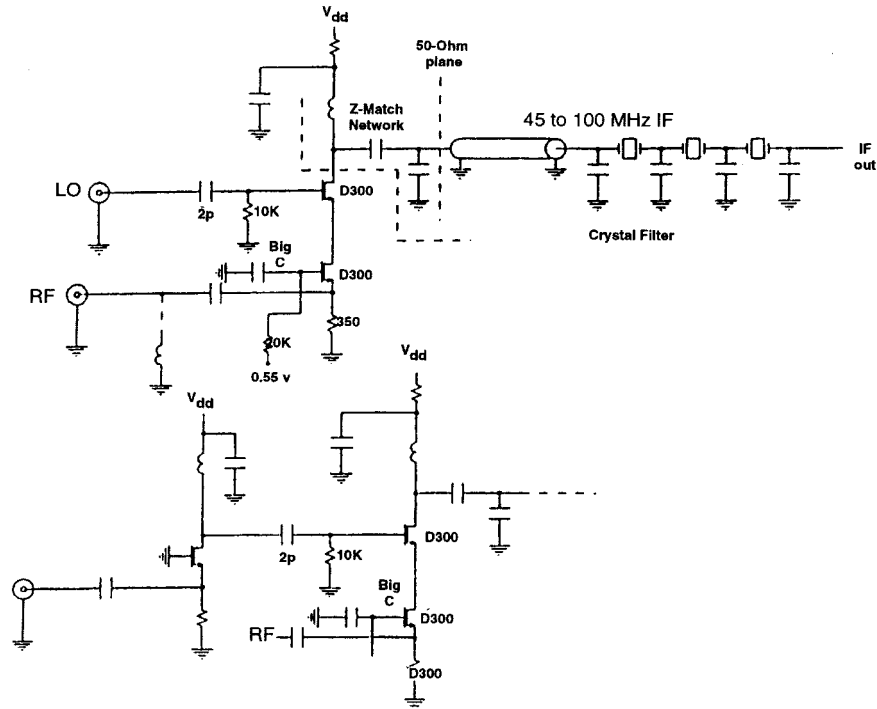 Vdd
50-Ohm
plane
Z-Match
Network
45 to 100 MHz IF
IF
out
LO
2p
10K
D300
Crystal Filter
Big
C
D300
RF
350
20K
0.55 v
Vdd
Vdd
2p
10K
D300
Big
C
D300
RF
D300